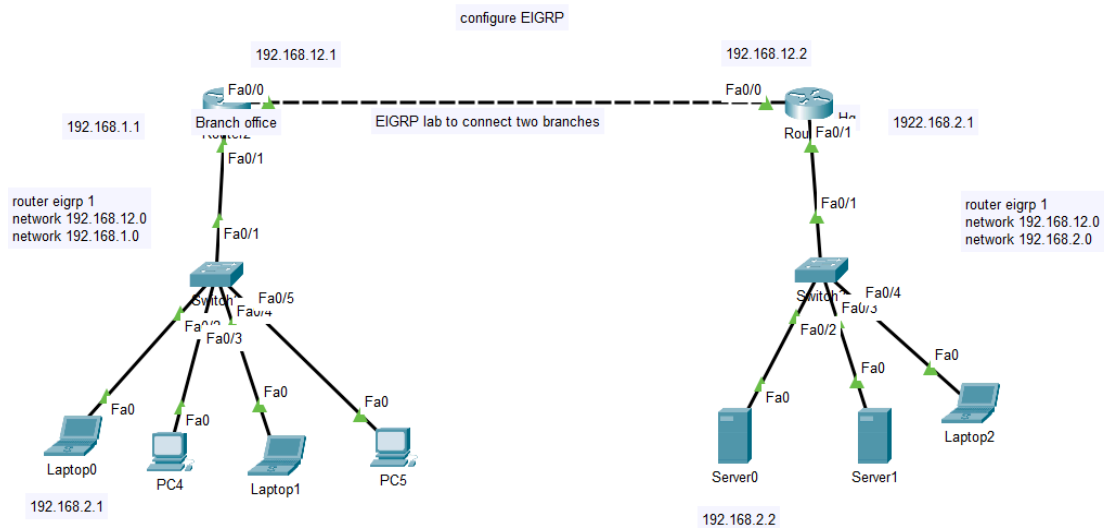 configure EIGRP
192.168.12.1
192.168.12.2
Fa0/0
Fa0/0
192.168.1.1
Branch office
EIGRP lab to connect two branches
1922.168.2.1
Fa0/1
Fa0/1
router eigrp 1
network 192.168.12.0
network 192.168.1.0
router eigrp 1
network 192.168.12.0
network 192.168.2.0
Fa0/1
Fa0/1
Fa0/5
Fa0/4
Fa0/3
Fa0/4
Fa0/3
Fa0/2
Fa0
Fa0
Fa0
Fa0
Fa0
Fa0
Fa0
Laptop0
PC4
Laptop1
PC5
Server0
Server1
Laptop2
192.168.2.1
192.168.2.2